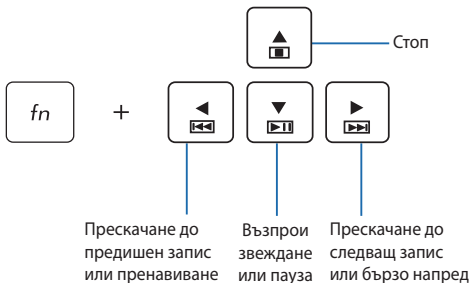 Стоп
fn
+
Прескачане до
предишен запис
или пренавиване
Възпрои
звеждане
или пауза
Прескачане до
следващ запис
или бързо напред